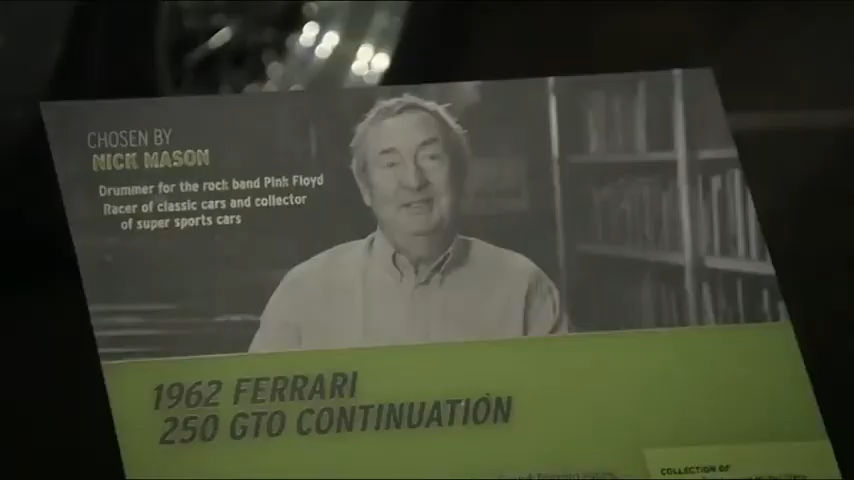 CHOSEN BY
NICK MASON
Drummer for the rock band Pink Floyd
Racer of classic cars and collector
of super sports cars
1962 FERRARI
250 GTO CONTINUATION
COLLECTION OF